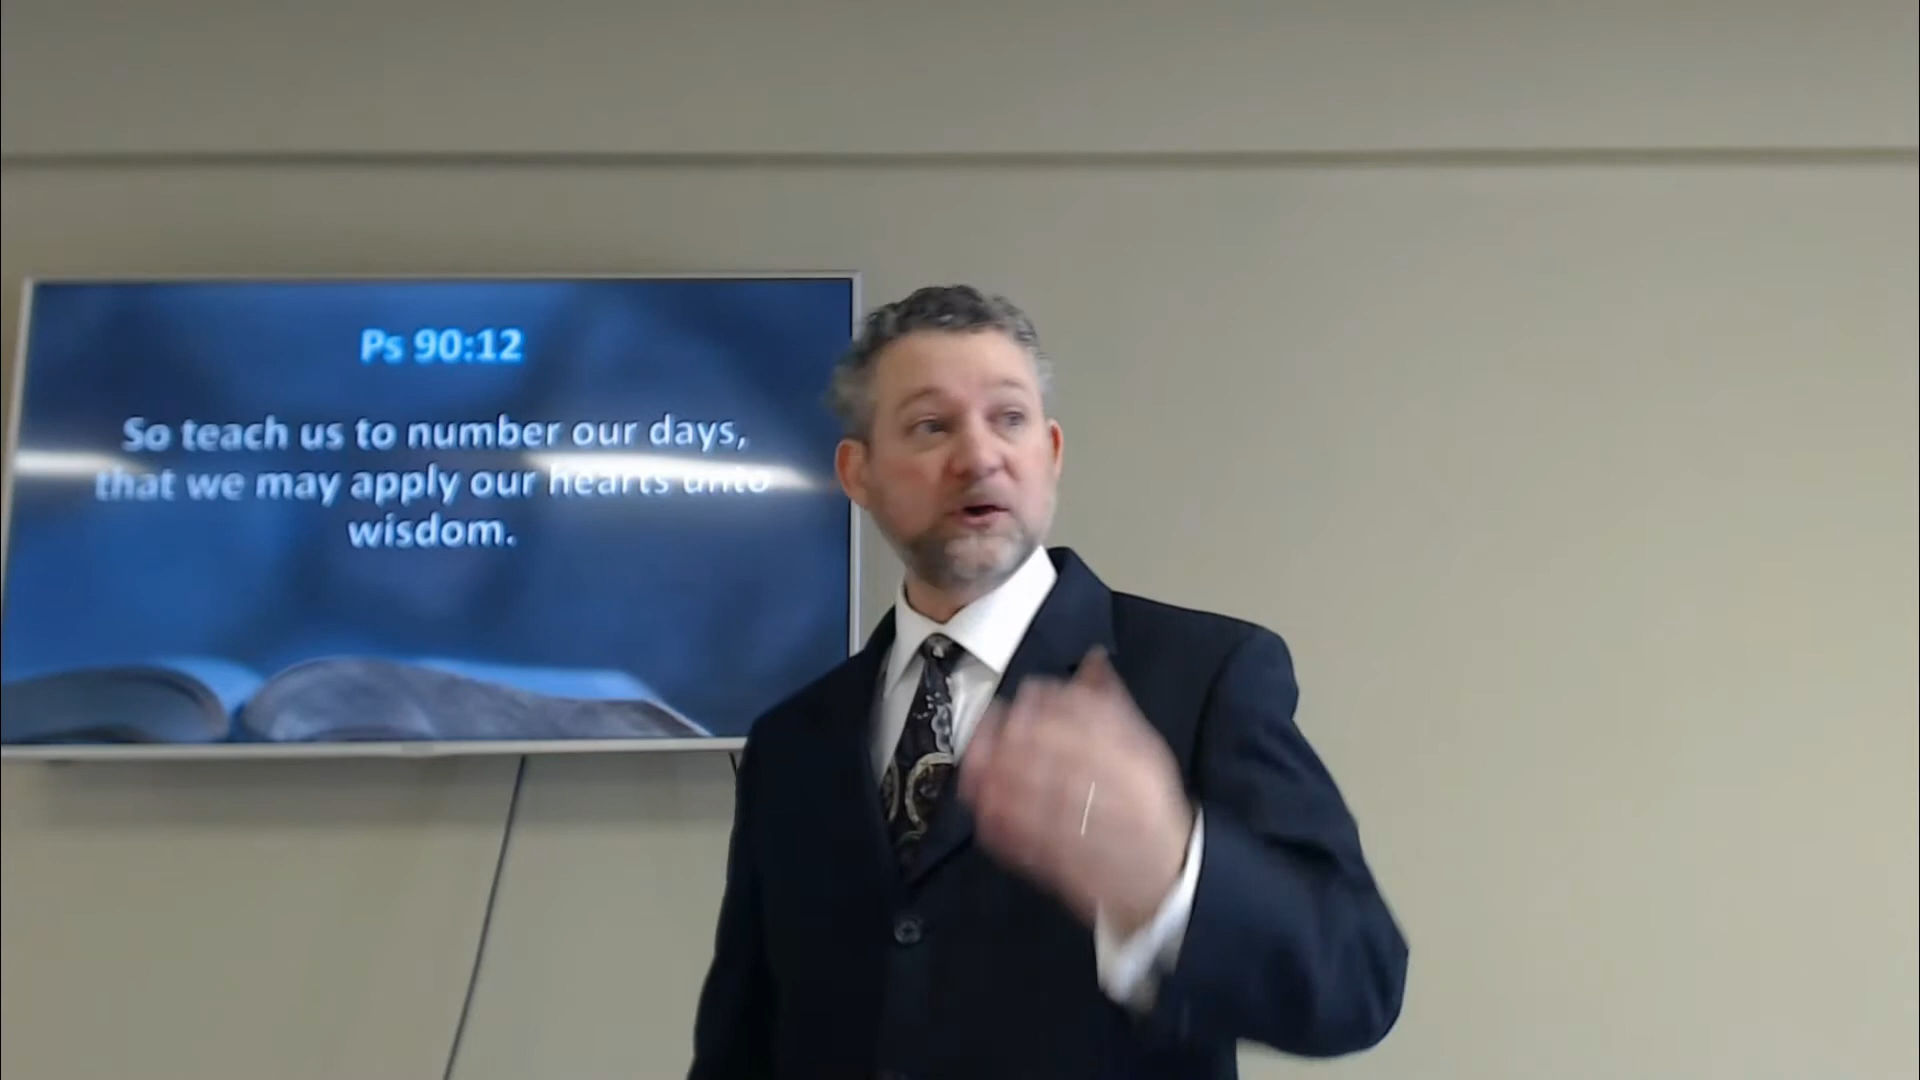 Ps 90:12
So teach us to number our days,
that we may apply our hearts unto
wisdom.